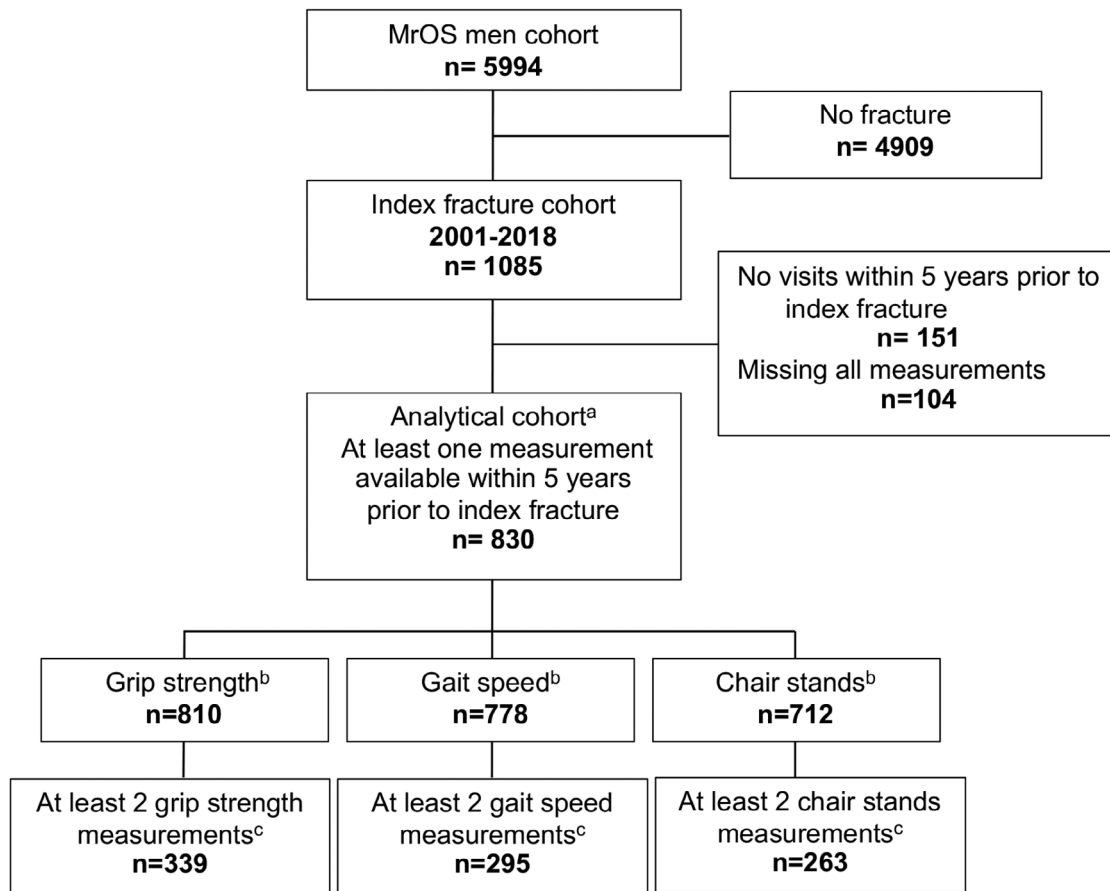 MrOS men cohort
n= 5994
No fracture
n= 4909
Index fracture cohort
2001-2018
n= 1085
No visits within 5 years prior to
index fracture
n= 151
Missing all measurements
n=104
Analytical cohortᵃ
At least one measurement
available within 5 years
prior to index fracture
n= 830
Grip strengthᵇ
n=810
Gait speedᵇ
n=778
Chair standsᵇ
n=712
At least 2 grip strength
measurementsᶜ
n=339
At least 2 gait speed
measurementsᶜ
n=295
At least 2 chair stands
measurementsᶜ
n=263